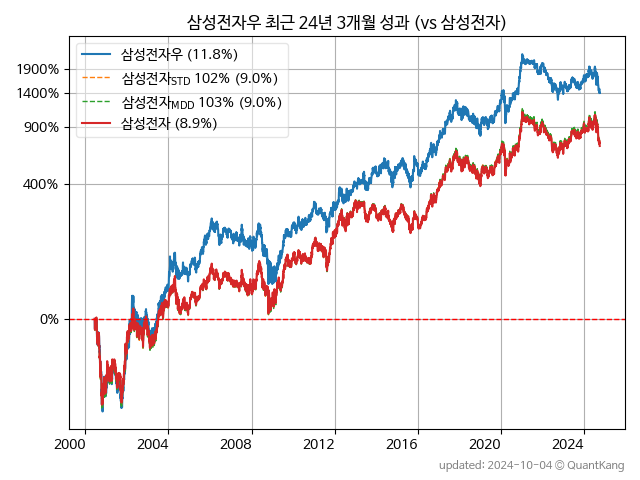 삼성전자우 최근 24년 3개월 성과 (vs 삼성전자)
삼성전자우 (11.8%)
삼성전자STD 102% (9.0%)
삼성전자MDD 103% (9.0%)
삼성전자 (8.9%)
1900%
1400%
900%
400%
0%
2000 2004 2008 2012 2016 2020 2024
updated: 2024-10-04 © QuantKang